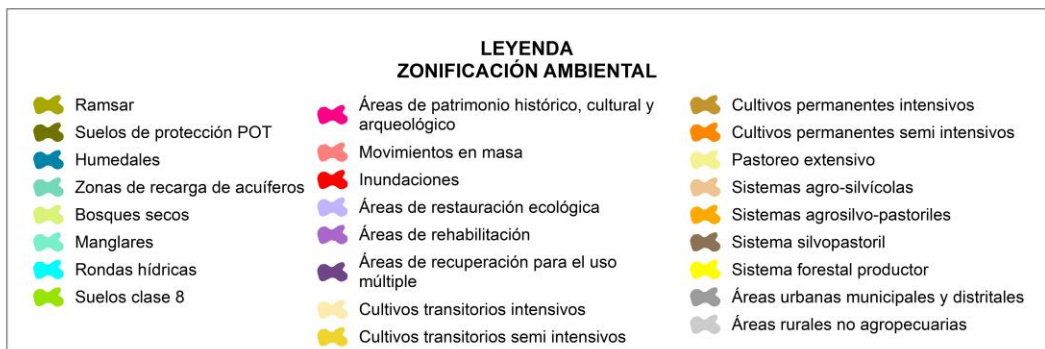 LEYENDA
ZONIFICACIÓN AMBIENTAL
Ramsar
Suelos de protección POT
Humedales
Zonas de recarga de acuíferos
Bosques secos
Manglares
Rondas hídricas
Suelos clase 8
Áreas de patrimonio histórico, cultural y
arqueológico
Movimientos en masa
Inundaciones
Áreas de restauración ecológica
Áreas de rehabilitación
Áreas de recuperación para el uso
múltiple
Cultivos transitorios intensivos
Cultivos transitorios semi intensivos
Cultivos permanentes intensivos
Cultivos permanentes semi intensivos
Pastoreo extensivo
Sistemas agro-silvícolas
Sistemas agrosilvo-pastoriles
Sistema silvopastoril
Sistema forestal productor
Áreas urbanas municipales y distritales
Áreas rurales no agropecuarias